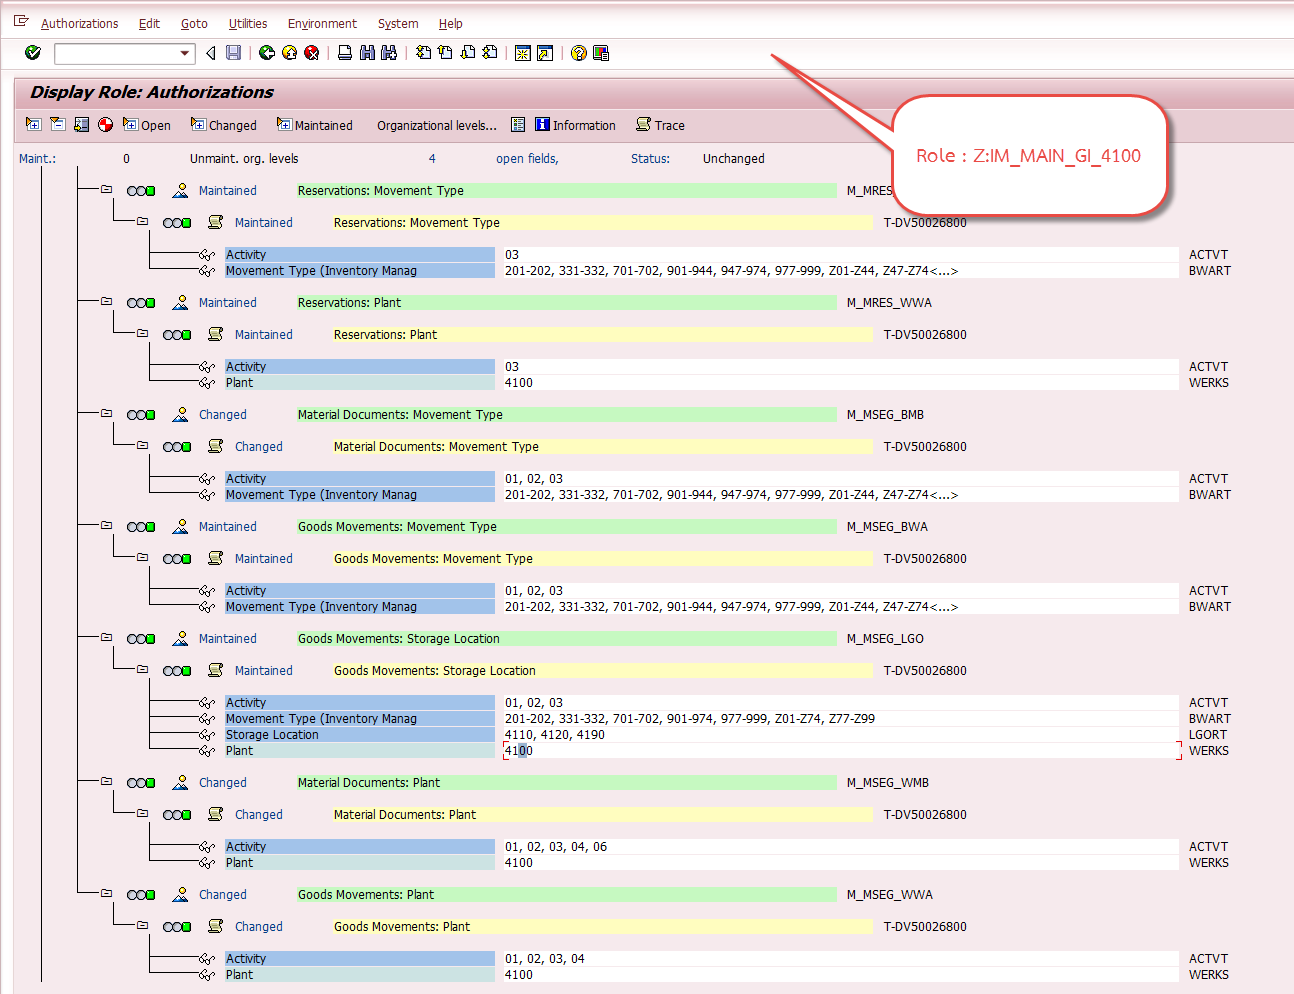 Authorizations Edit Goto Utilities Environment System Help
Display Role: Authorizations
Open Changed Maintained Organizational levels... Information Trace
Role : Z:IM_MAIN_GI_4100
Maint.: 0 Unmaint. org. levels 4 open fields, Status: Unchanged
Maintained Reservations: Movement Type M_MRES
Maintained Reservations: Movement Type T-DV50026800
Activity 03 ACTVT
Movement Type (Inventory Manag 201-202, 331-332, 701-702, 901-944, 947-974, 977-999, Z01-Z44, Z47-Z74<...> BWART
Maintained Reservations: Plant M_MRES_WWA
Maintained Reservations: Plant T-DV50026800
Activity 03 ACTVT
Plant 4100 WERKS
Changed Material Documents: Movement Type M_MSEG_BMB
Changed Material Documents: Movement Type T-DV50026800
Activity 01, 02, 03 ACTVT
Movement Type (Inventory Manag 201-202, 331-332, 701-702, 901-944, 947-974, 977-999, Z01-Z44, Z47-Z74<...> BWART
Maintained Goods Movements: Movement Type M_MSEG_BWA
Maintained Goods Movements: Movement Type T-DV50026800
Activity 01, 02, 03 ACTVT
Movement Type (Inventory Manag 201-202, 331-332, 701-702, 901-944, 947-974, 977-999, Z01-Z44, Z47-Z74<...> BWART
Maintained Goods Movements: Storage Location M_MSEG_LGO
Maintained Goods Movements: Storage Location T-DV50026800
Activity 01, 02, 03 ACTVT
Movement Type (Inventory Manag 201-202, 331-332, 701-702, 901-974, 977-999, Z01-Z74, Z77-Z99 BWART
Storage Location 4110, 4120, 4190 LGORT
Plant 4100 WERKS
Changed Material Documents: Plant M_MSEG_WMB
Changed Material Documents: Plant T-DV50026800
Activity 01, 02, 03, 04, 06 ACTVT
Plant 4100 WERKS
Changed Goods Movements: Plant M_MSEG_WWA
Changed Goods Movements: Plant T-DV50026800
Activity 01, 02, 03, 04 ACTVT
Plant 4100 WERKS